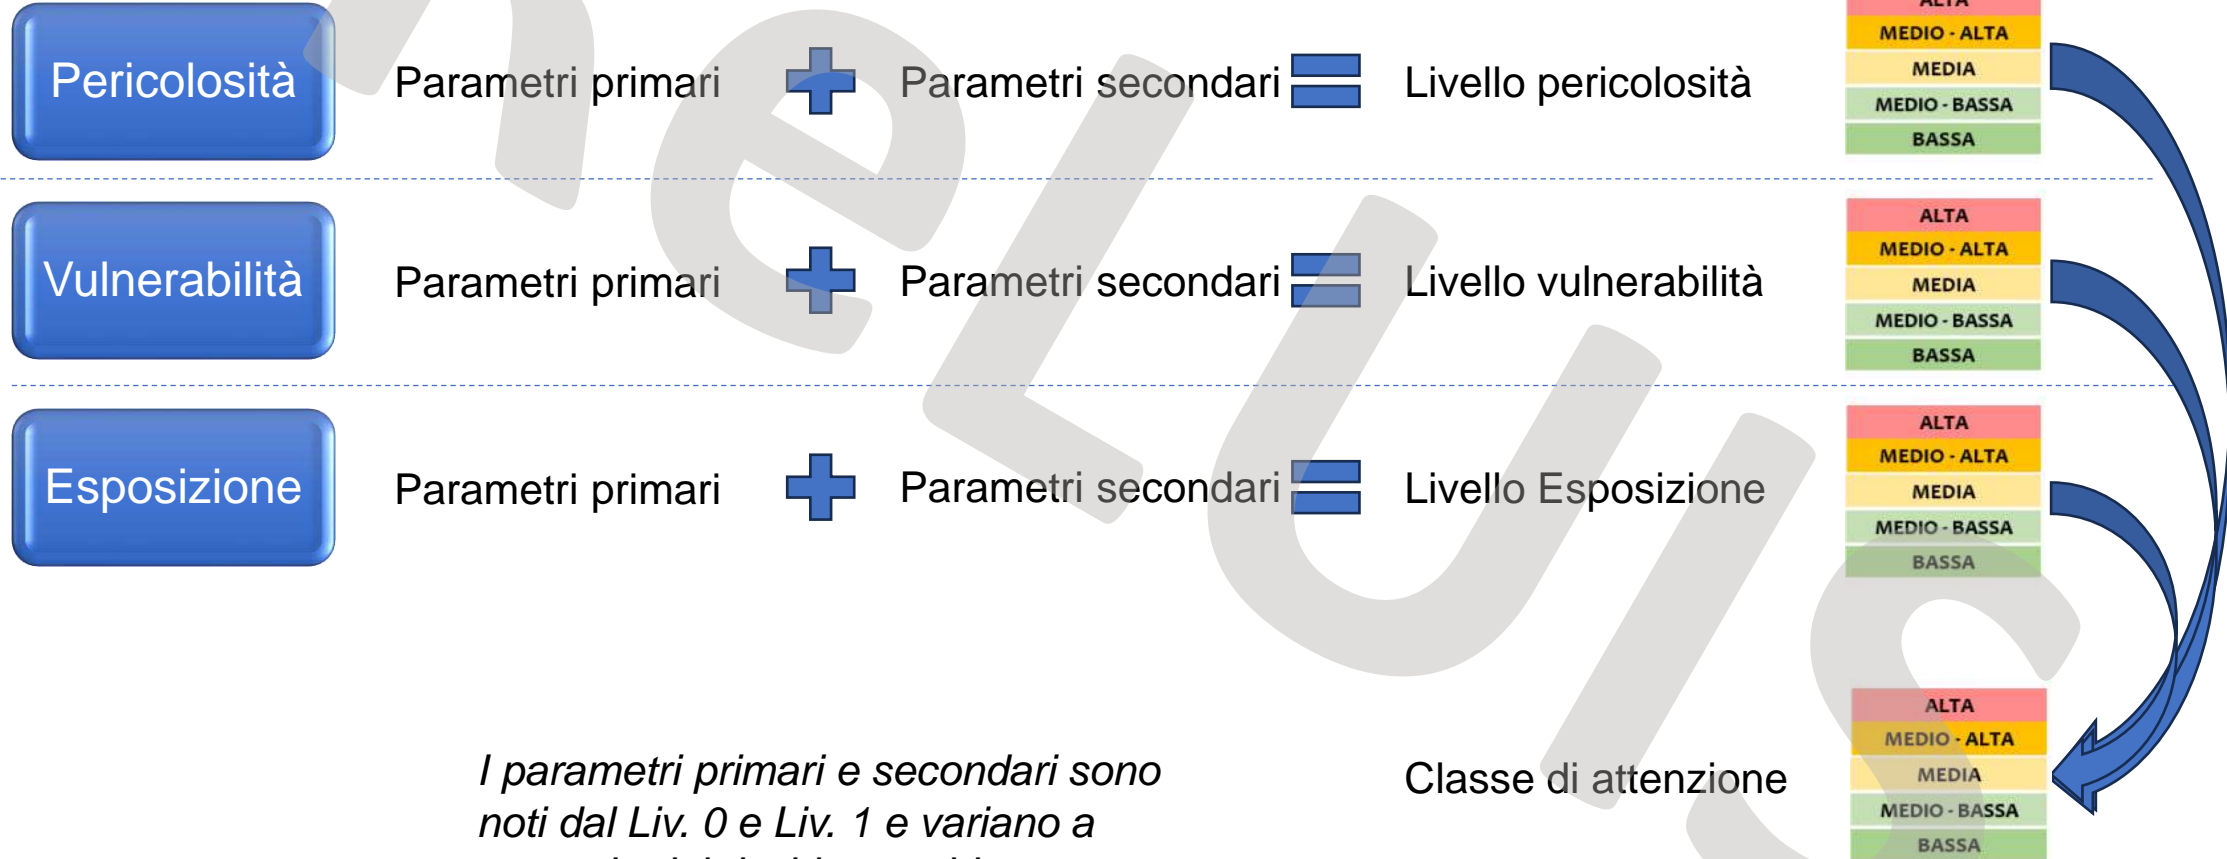 ALTA
MEDIO - ALTA
Pericolosità Parametri primari Parametri secondari Livello pericolosità
MEDIA
MEDIO - BASSA
BASSA
ALTA
MEDIO - ALTA
Vulnerabilità Parametri primari Parametri secondari Livello vulnerabilità
MEDIA
MEDIO - BASSA
BASSA
ALTA
MEDIO - ALTA
Esposizione Parametri primari Parametri secondari Livello Esposizione
MEDIA
MEDIO - BASSA
BASSA
ALTA
MEDIO - ALTA
I parametri primari e secondari sono
Classe di attenzione
MEDIA
MEDIO - BASSA
noti dal Liv. 0 e Liv. 1 e variano a
BASSA
ReLUIS